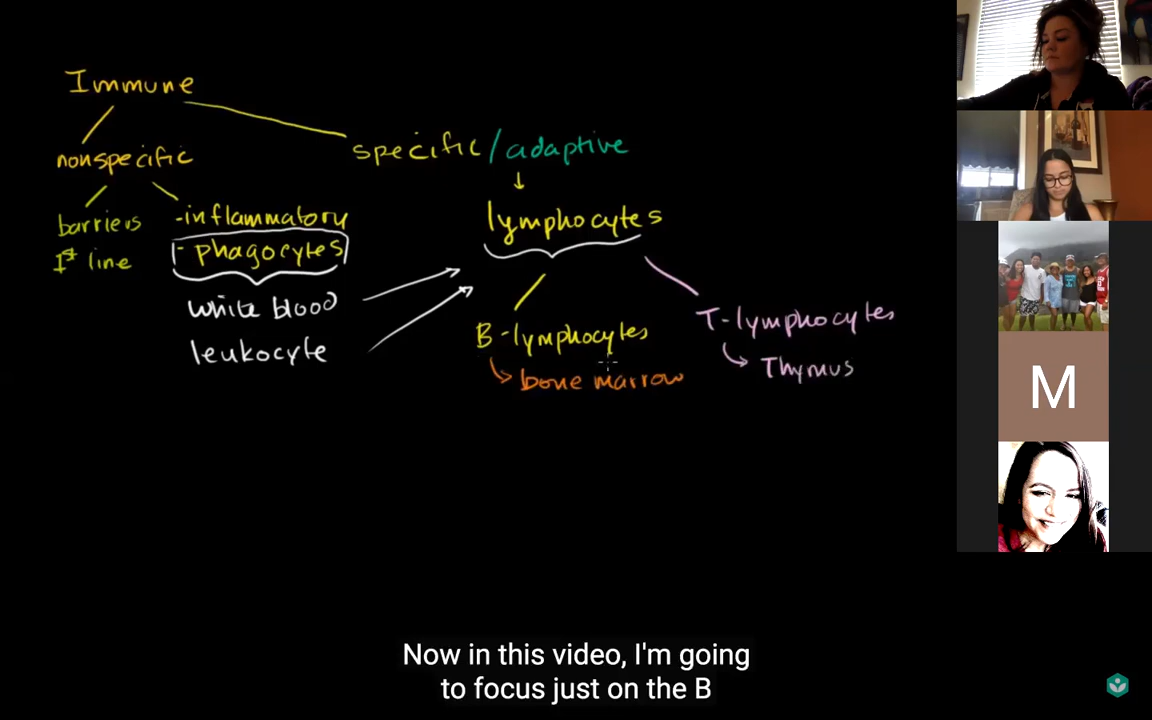 Immune
nonspecific
specific/adaptive
barriers
1st line
-inflammatory
- phagocytes
white blood
leukocyte
lymphocytes
B-lymphocytes
bone marrow
T-lymphocytes
Thymus
M
Now in this video, I'm going
to focus just on the B